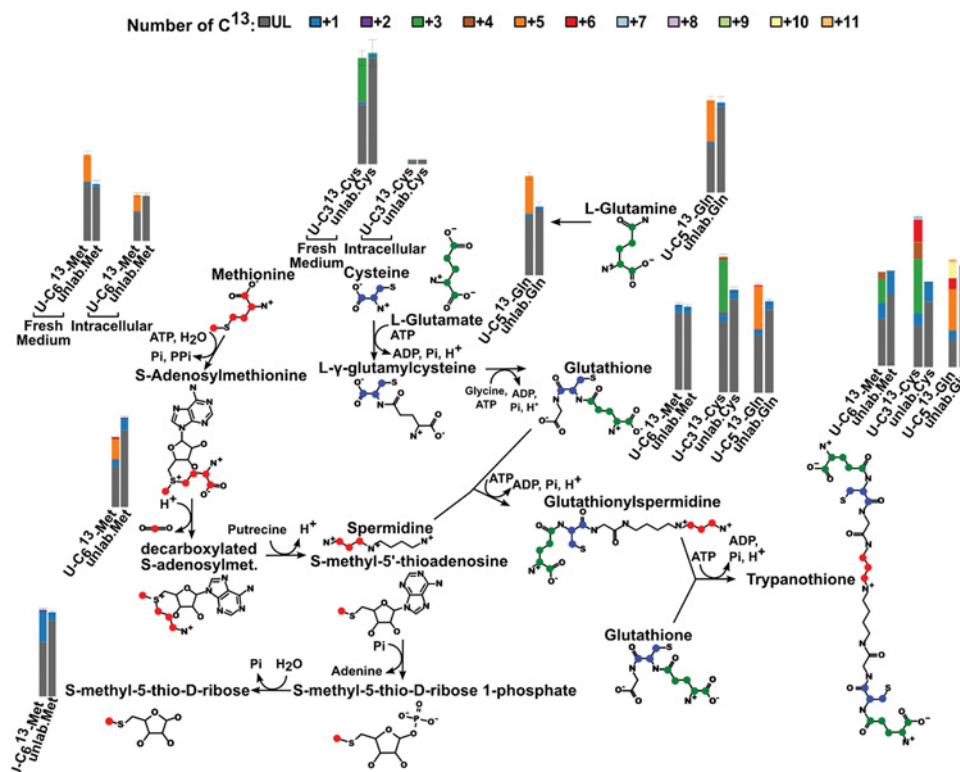 Number of C13: UL +1 +2 +3 +4 +5 +6 +7 +8 +9 +10 +11
U-C6 13-Met
unlab.Met
U-C6 13-Met
unlab.Met
Fresh Medium
Intracellular
U-C3 13-Cys
unlab.Cys
U-C3 13-Cys
unlab.Cys
Fresh Medium
Intracellular
U-C5 13-Gln
unlab.Gln
L-Glutamine
U-C5 13-Gln
unlab.Gln
Methionine
Cysteine
ATP, H2O
Pi, PPi
L-Glutamate
ATP
ADP, Pi, H+
S-Adenosylmethionine
L-γ-glutamylcysteine
Glycine, ATP
ADP, Pi, H+
Glutathione
U-C6 13-Met
unlab.Met
U-C3 13-Cys
unlab.Cys
U-C5 13-Gln
unlab.Gln
U-C6 13-Met
unlab.Met
U-C3 13-Cys
unlab.Cys
U-C5 13-Gln
unlab.Gln
U-C6 13-Met
unlab.Met
H+
ATP
ADP, Pi, H+
Glutathionylspermidine
Putrecine
H+
Spermidine
decarboxylated
S-adenosylmet.
S-methyl-5'-thioadenosine
ATP
ADP, Pi, H+
Trypanothione
Pi
Adenine
Glutathione
Pi
H2O
S-methyl-5-thio-D-ribose
S-methyl-5-thio-D-ribose 1-phosphate
U-C6 13-Met
unlab.Met